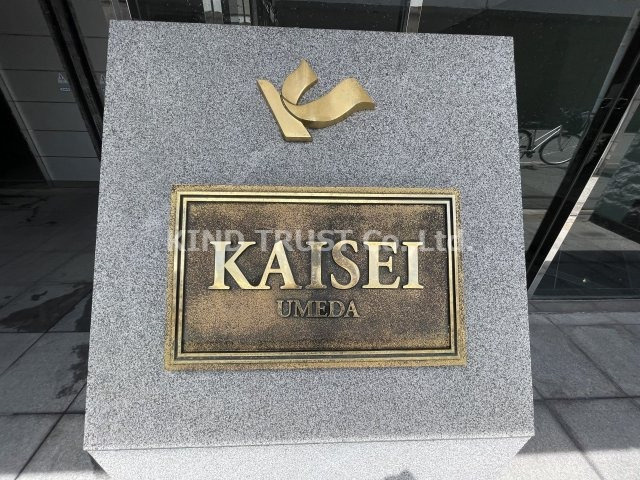 KIND TRUST Co. Ltd.
KAISEI
UMEDA